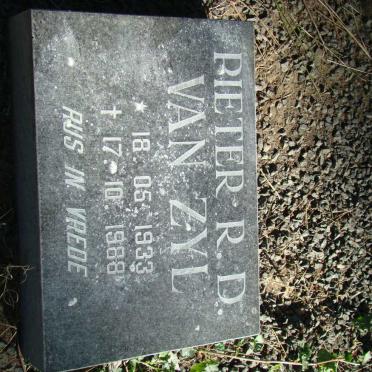 PIETER R.D.
VAN ZYL
* 18.05.1933
✝ 17.10.1988
RUS IN VREDE